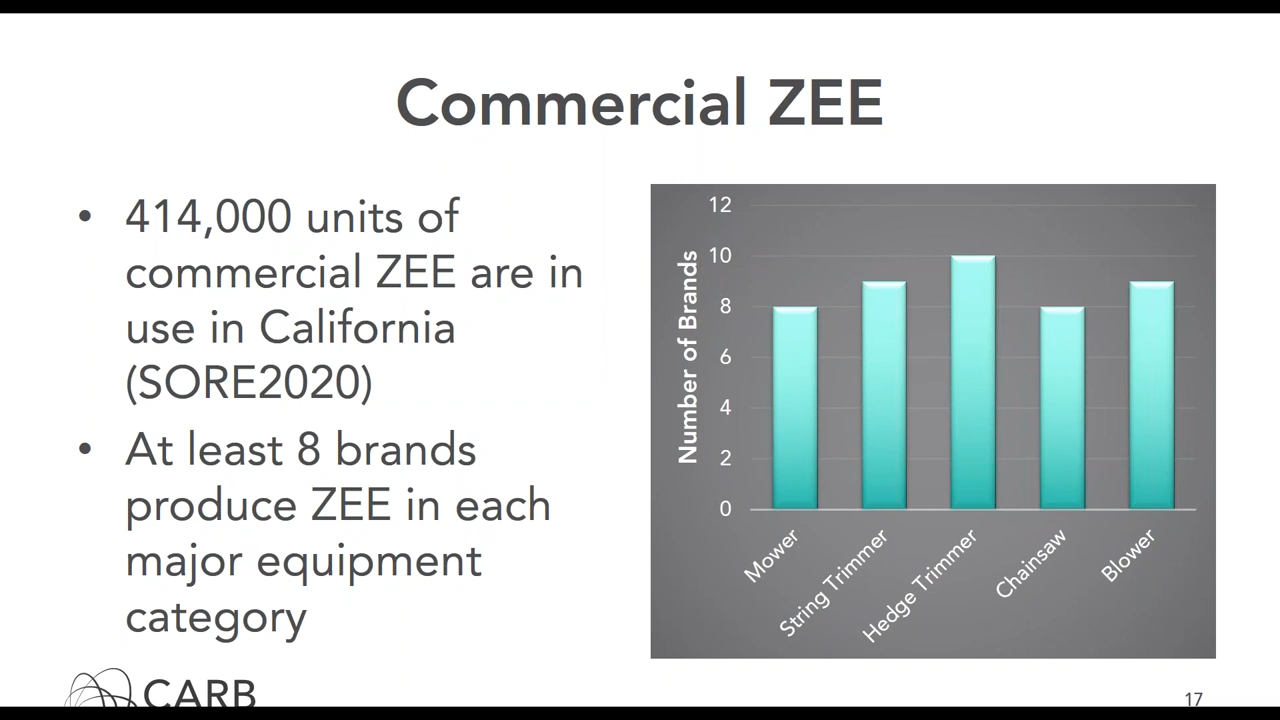 Commercial ZEE
• 414,000 units of
commercial ZEE are in
use in California
(SORE2020)
• At least 8 brands
produce ZEE in each
major equipment
category
Number of Brands
12
10
8
6
4
2
0
Mower
String Trimmer
Hedge Trimmer
Chainsaw
Blower
CARB
17